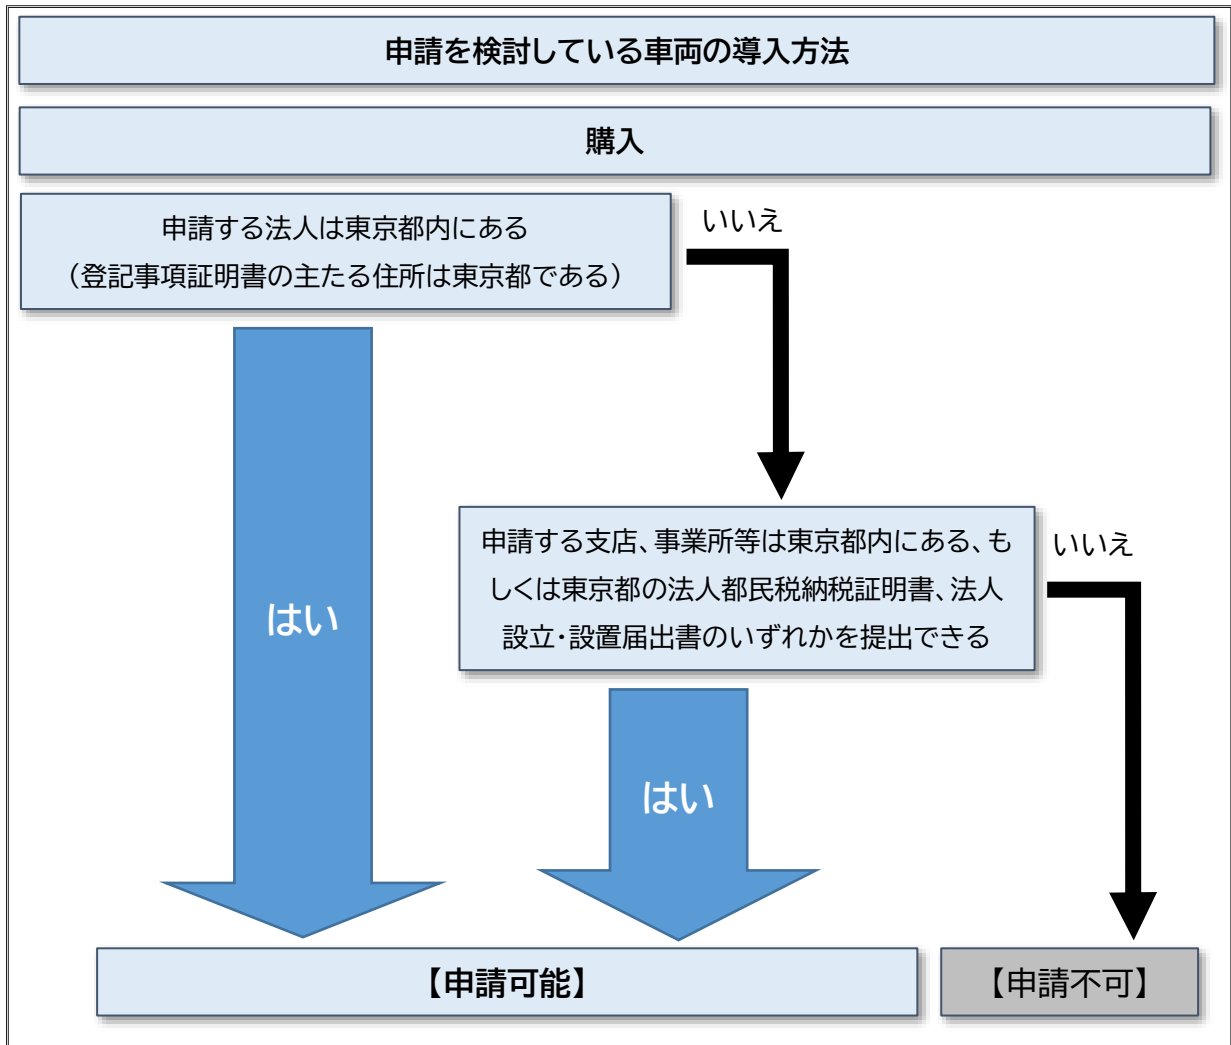 申請を検討している車両の導入方法
購入
申請する法人は東京都内にある
（登記事項証明書の主たる住所は東京都である）
いいえ
申請する支店、事業所等は東京都内にある、も
しくは東京都の法人都民税納税証明書、法人
設立・設置届出書のいずれかを提出できる
いいえ
はい
はい
【申請可能】
【申請不可】